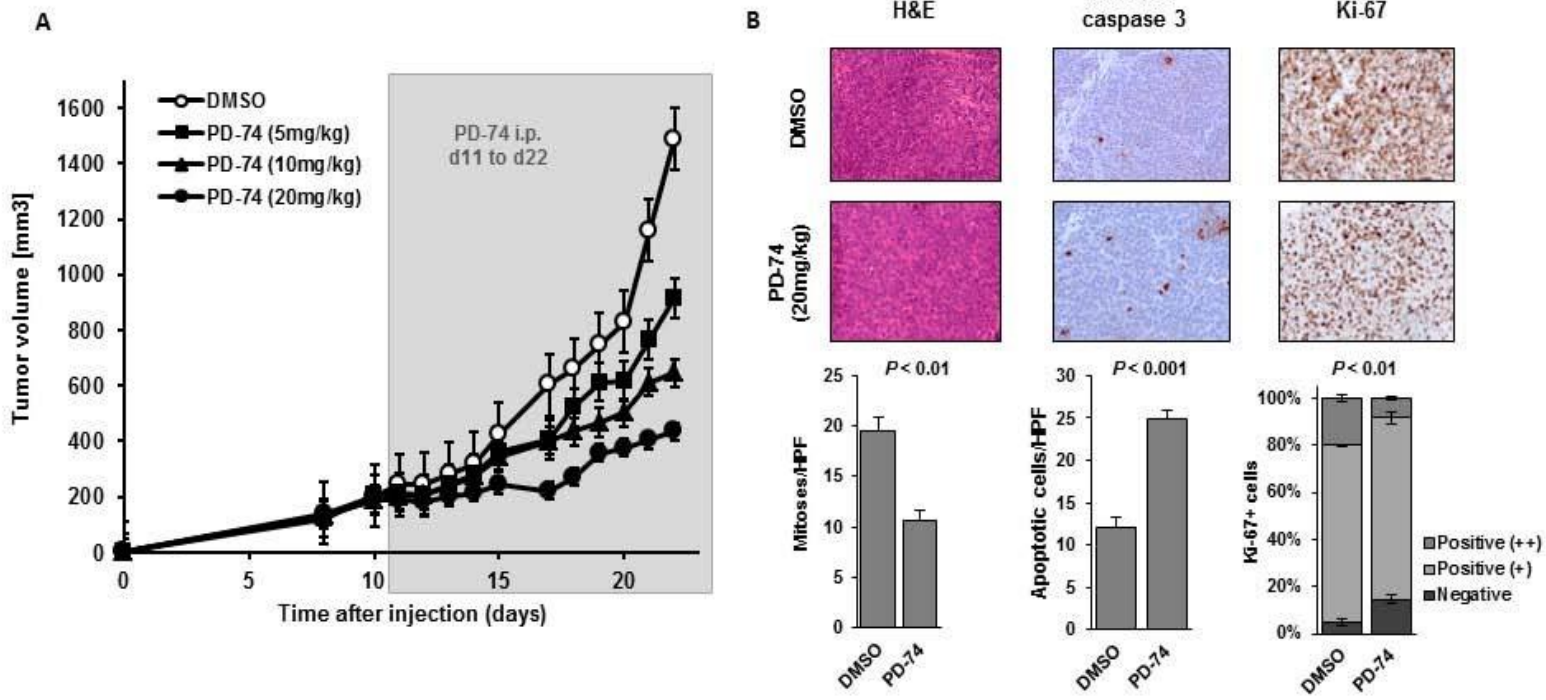 A
Tumor volume [mm3]
1600
1400
1200
1000
800
600
400
200
0
DMSO
PD-74 (5mg/kg)
PD-74 (10mg/kg)
PD-74 (20mg/kg)
PD-74 i.p.
d11 to d22
0 5 10 15 20
Time after injection (days)
B
H&E
caspase 3
Ki-67
DMSO
PD-74
(20mg/kg)
P < 0.01
Mitoses/HPF
25
20
15
10
5
0
DMSO PD-74
P < 0.001
Apoptotic cells/HPF
30
25
20
15
10
5
0
DMSO PD-74
P < 0.01
Ki-67+ cells
100%
80%
60%
40%
20%
0%
DMSO PD-74
Positive (++)
Positive (+)
Negative